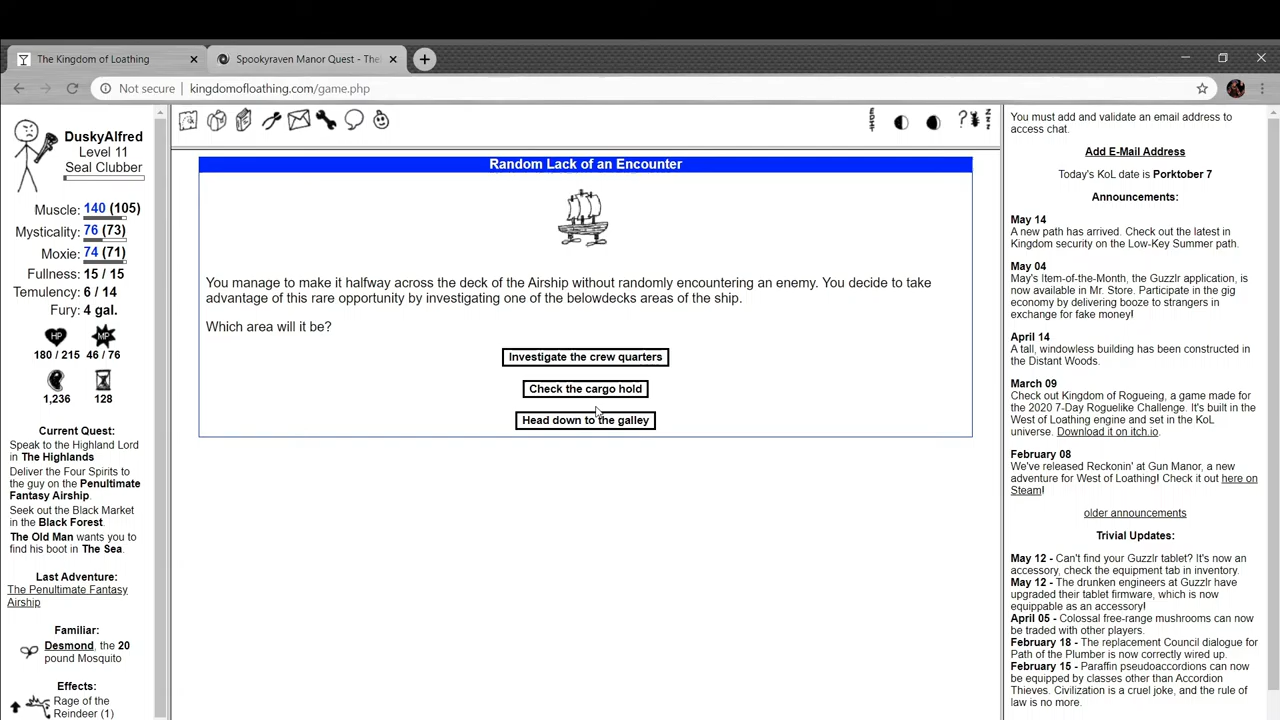 The Kingdom of Loathing
Spookyraven Manor Quest - The
Not secure | kingdomofloathing.com/game.php
DuskyAlfred
Level 11
Seal Clubber
Muscle: 140 (105)
Mysticality: 76 (73)
Moxie: 74 (71)
Fullness: 15 / 15
Temulency: 6 / 14
Fury: 4 gal.
HP MP
180 / 215 46 / 76
1,236 128
Current Quest:
Speak to the Highland Lord
in The Highlands
Deliver the Four Spirits to
the guy on the Penultimate
Fantasy Airship.
Seek out the Black Market
in the Black Forest.
The Old Man wants you to
find his boot in The Sea.
Last Adventure:
The Penultimate Fantasy
Airship
Familiar:
Desmond, the 20
pound Mosquito
Effects:
Rage of the
Reindeer (1)
Random Lack of an Encounter
You manage to make it halfway across the deck of the Airship without randomly encountering an enemy. You decide to take
advantage of this rare opportunity by investigating one of the belowdecks areas of the ship.
Which area will it be?
Investigate the crew quarters
Check the cargo hold
Head down to the galley
You must add and validate an email address to
access chat.
Add E-Mail Address
Today's KoL date is Porktober 7
Announcements:
May 14
A new path has arrived. Check out the latest in
Kingdom security on the Low-Key Summer path.
May 04
May's Item-of-the-Month, the Guzzlr application, is
now available in Mr. Store. Participate in the gig
economy by delivering booze to strangers in
exchange for fake money!
April 14
A tall, windowless building has been constructed in
the Distant Woods.
March 09
Check out Kingdom of Rogueing, a game made for
the 2020 7-Day Roguelike Challenge. It's built in the
West of Loathing engine and set in the KoL
universe. Download it on itch.io.
February 08
We've released Reckonin' at Gun Manor, a new
adventure for West of Loathing! Check it out here on
Steam!
older announcements
Trivial Updates:
May 12 - Can't find your Guzzlr tablet? It's now an
accessory, check the equipment tab in inventory.
May 12 - The drunken engineers at Guzzlr have
upgraded their tablet firmware, which is now
equippable as an accessory!
April 05 - Colossal free-range mushrooms can now
be traded with other players.
February 18 - The replacement Council dialogue for
Path of the Plumber is now correctly wired up.
February 15 - Paraffin pseudoaccordions can now
be equipped by classes other than Accordion
Thieves. Civilization is a cruel joke, and the rule of
law is no more.